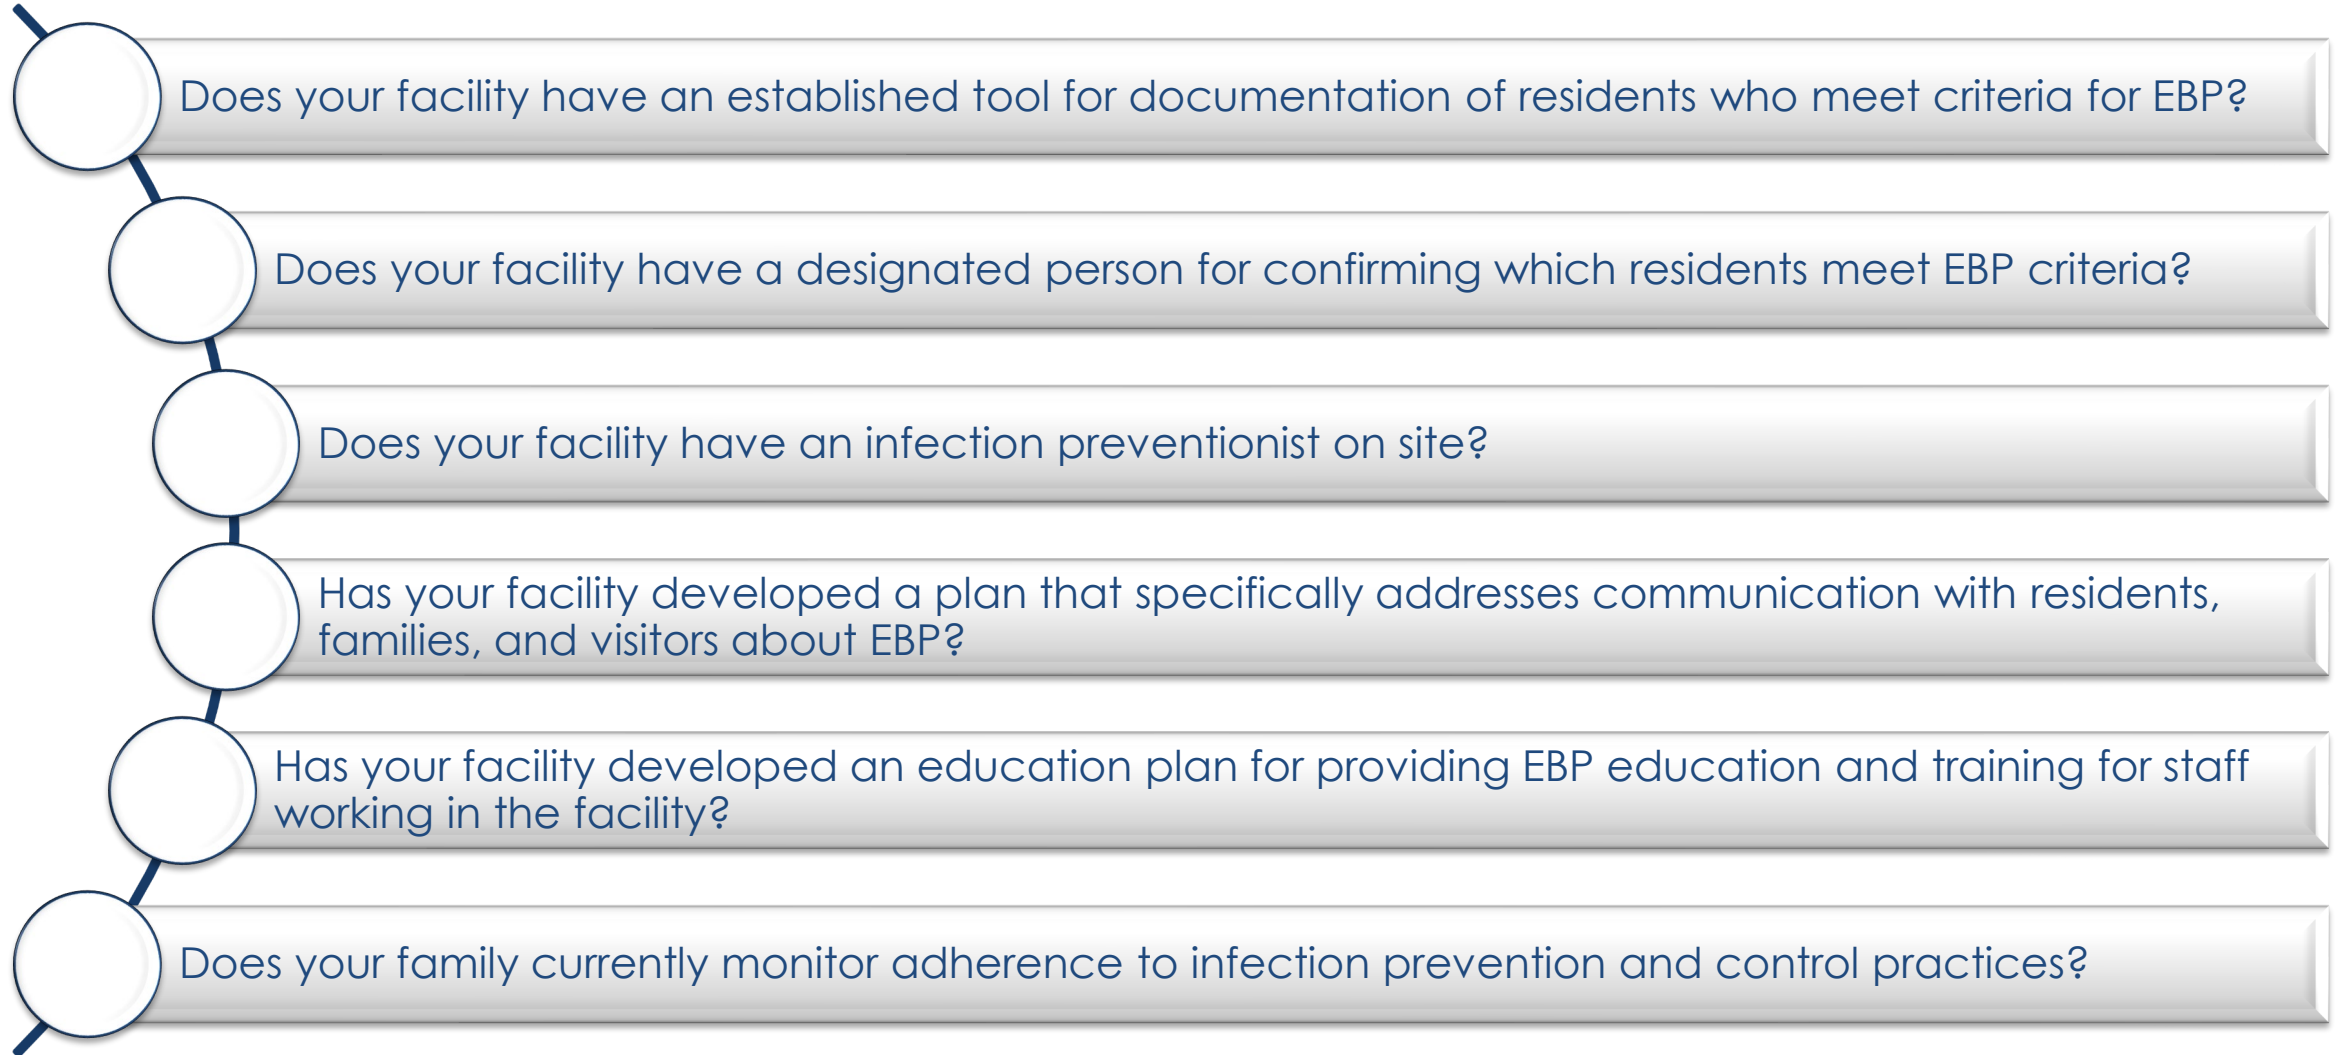 Does your facility have an established tool for documentation of residents who meet criteria for EBP?
Does your facility have a designated person for confirming which residents meet EBP criteria?
Does your facility have an infection preventionist on site?
Has your facility developed a plan that specifically addresses communication with residents,
families, and visitors about EBP?
Has your facility developed an education plan for providing EBP education and training for staff
working in the facility?
Does your family currently monitor adherence to infection prevention and control practices?